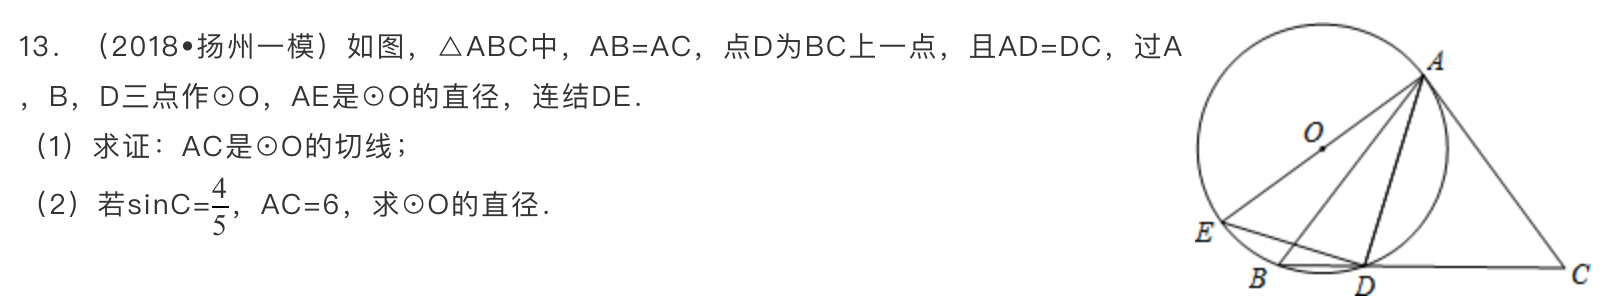 13. （2018•扬州一模）如图，△ABC中，AB=AC，点D为BC上一点，且AD=DC，过A
，B，D三点作⊙O，AE是⊙O的直径，连结DE.
（1）求证：AC是⊙O的切线；
（2）若sinC=4/5，AC=6，求⊙O的直径.
A
O
E
B
D
C